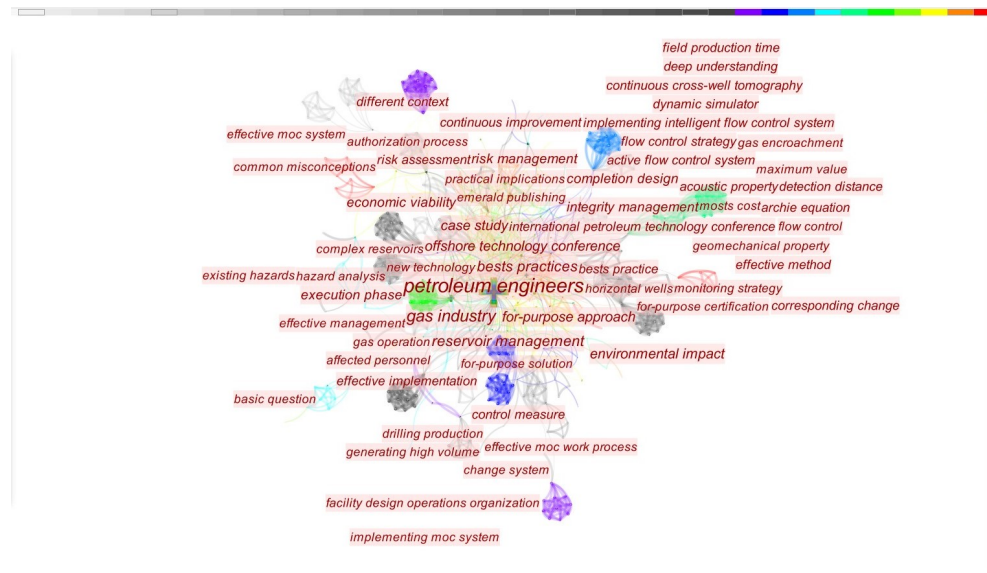 field production time
deep understanding
continuous cross-well tomography
dynamic simulator
different context
continuous improvement implementing intelligent flow control system
effective moc system
authorization process
flow control strategy gas encroachment
common misconceptions
risk assessment risk management
active flow control system
maximum value
practical implications completion design
acoustic property detection distance
economic viability emerald publishing
integrity management mosts cost archie equation
case study international petroleum technology conference flow control
complex reservoirs offshore technology conference
geomechanical property
existing hazards hazard analysis new technology bests practices bests practice
effective method
execution phase petroleum engineers horizontal wells monitoring strategy
for-purpose certification corresponding change
effective management gas industry for-purpose approach
gas operation reservoir management
environmental impact
affected personnel
for-purpose solution
effective implementation
basic question
control measure
drilling production
generating high volume effective moc work process
change system
facility design operations organization
implementing moc system